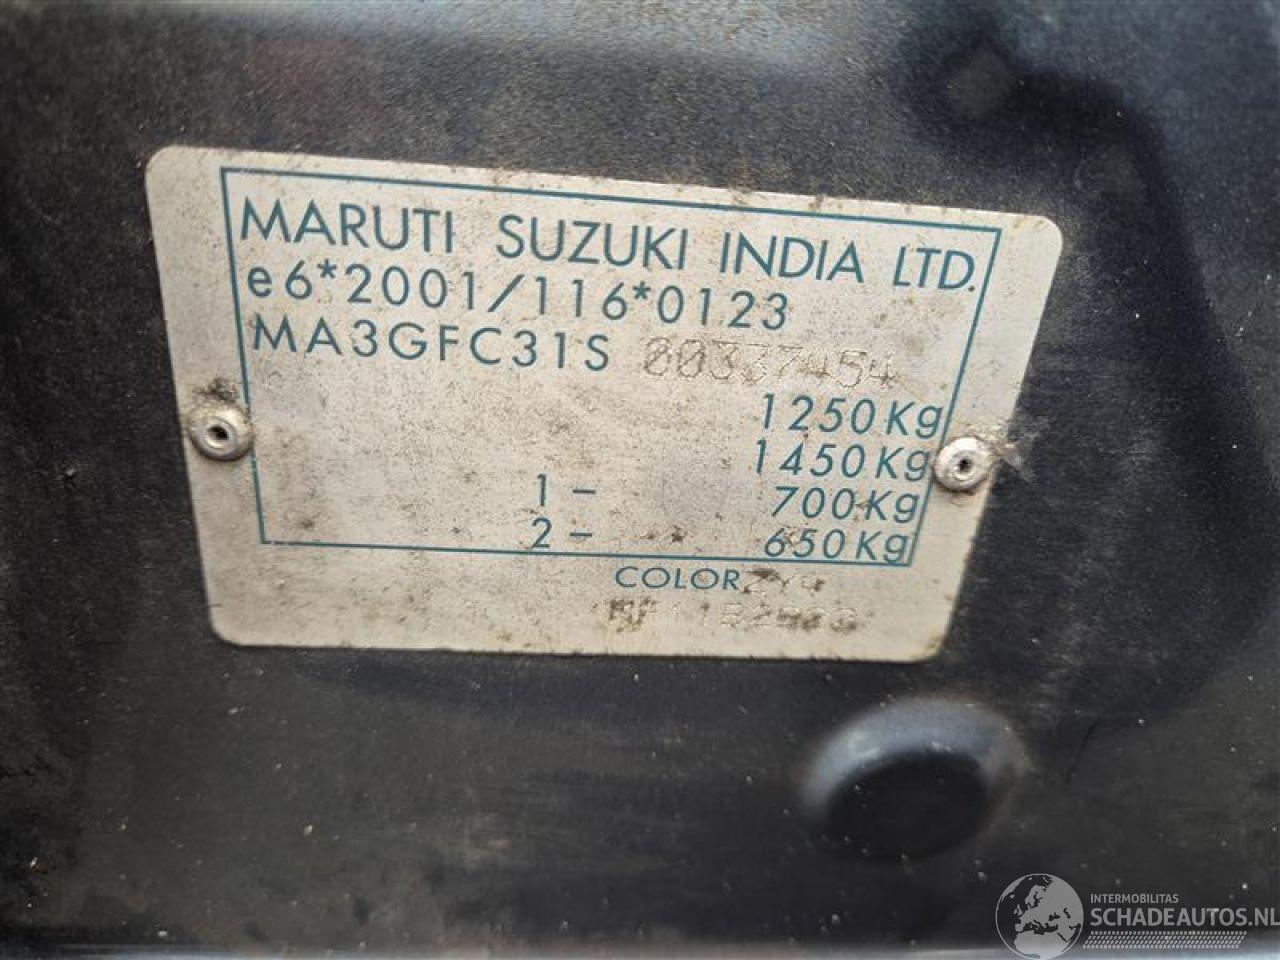 MARUTI SUZUKI INDIA LTD.
e6*2001/116*0123
MA3GFC31S 00337454
1250Kg
1450Kg
1- 700Kg
2- 650Kg
COLOR ZY4
INTERMOBILITAS
SCHADEAUTOS.NL